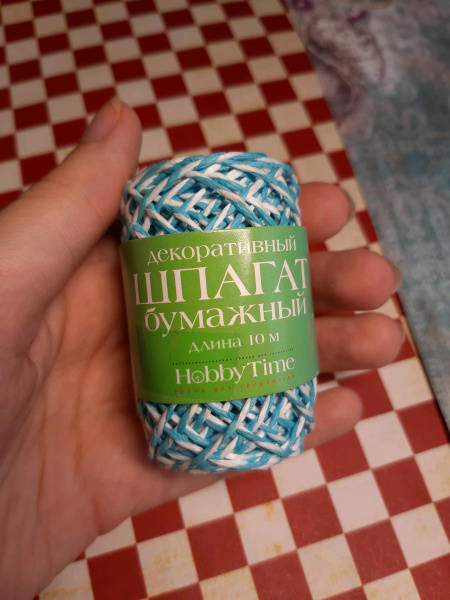 декоративный
ШПАГАТ
бумажный
длина 10 м
HobbyTime